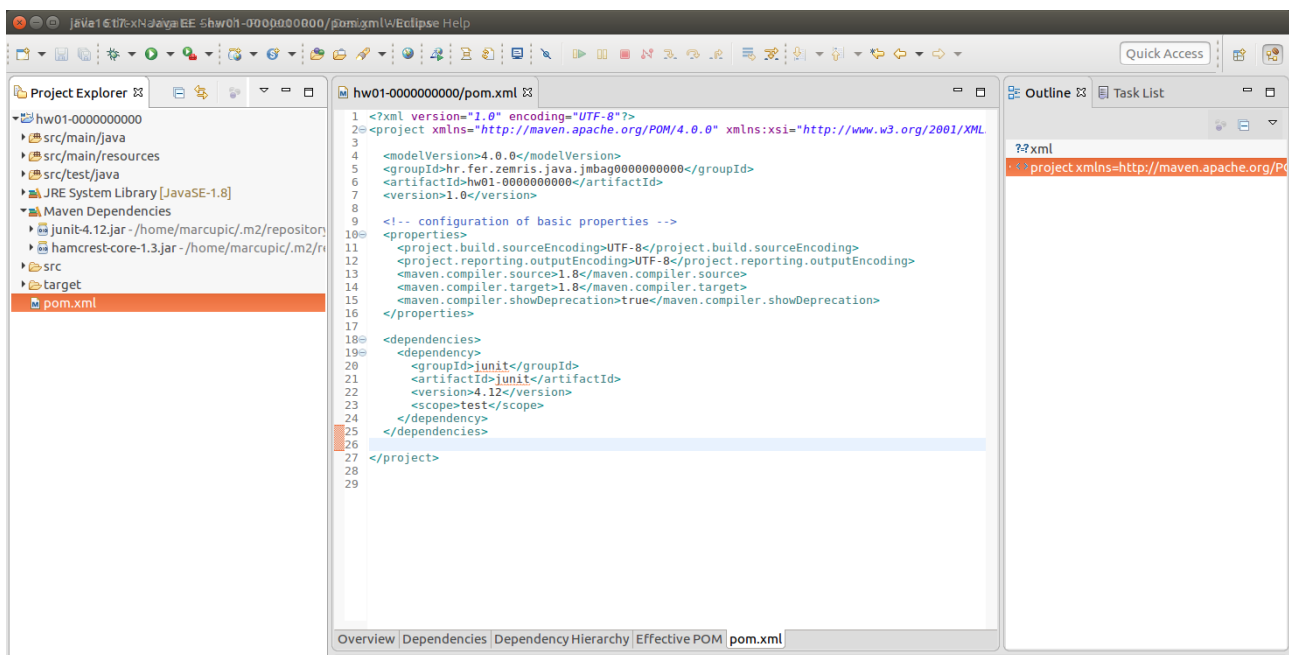 hw01-0000000000/pom.xml
Eclipse Help
Quick Access
Project Explorer
hw01-0000000000
src/main/java
src/main/resources
src/test/java
JRE System Library [JavaSE-1.8]
Maven Dependencies
junit-4.12.jar - /home/marcupic/.m2/repository
hamcrest-core-1.3.jar - /home/marcupic/.m2/re
src
target
pom.xml
hw01-0000000000/pom.xml
1 <?xml version="1.0" encoding="UTF-8"?>
2 <project xmlns="http://maven.apache.org/POM/4.0.0" xmlns:xsi="http://www.w3.org/2001/XML
3
4 <modelVersion>4.0.0</modelVersion>
5 <groupId>hr.fer.zemris.java.jmbag0000000000</groupId>
6 <artifactId>hw01-0000000000</artifactId>
7 <version>1.0</version>
8
9 <!-- configuration of basic properties -->
10 <properties>
11 <project.build.sourceEncoding>UTF-8</project.build.sourceEncoding>
12 <project.reporting.outputEncoding>UTF-8</project.reporting.outputEncoding>
13 <maven.compiler.source>1.8</maven.compiler.source>
14 <maven.compiler.target>1.8</maven.compiler.target>
15 <maven.compiler.showDeprecation>true</maven.compiler.showDeprecation>
16 </properties>
17
18 <dependencies>
19 <dependency>
20 <groupId>junit</groupId>
21 <artifactId>junit</artifactId>
22 <version>4.12</version>
23 <scope>test</scope>
24 </dependency>
25 </dependencies>
26
27 </project>
28
29
Overview Dependencies Dependency Hierarchy Effective POM pom.xml
Outline Task List
?-? xml
project xmlns=http://maven.apache.org/PO